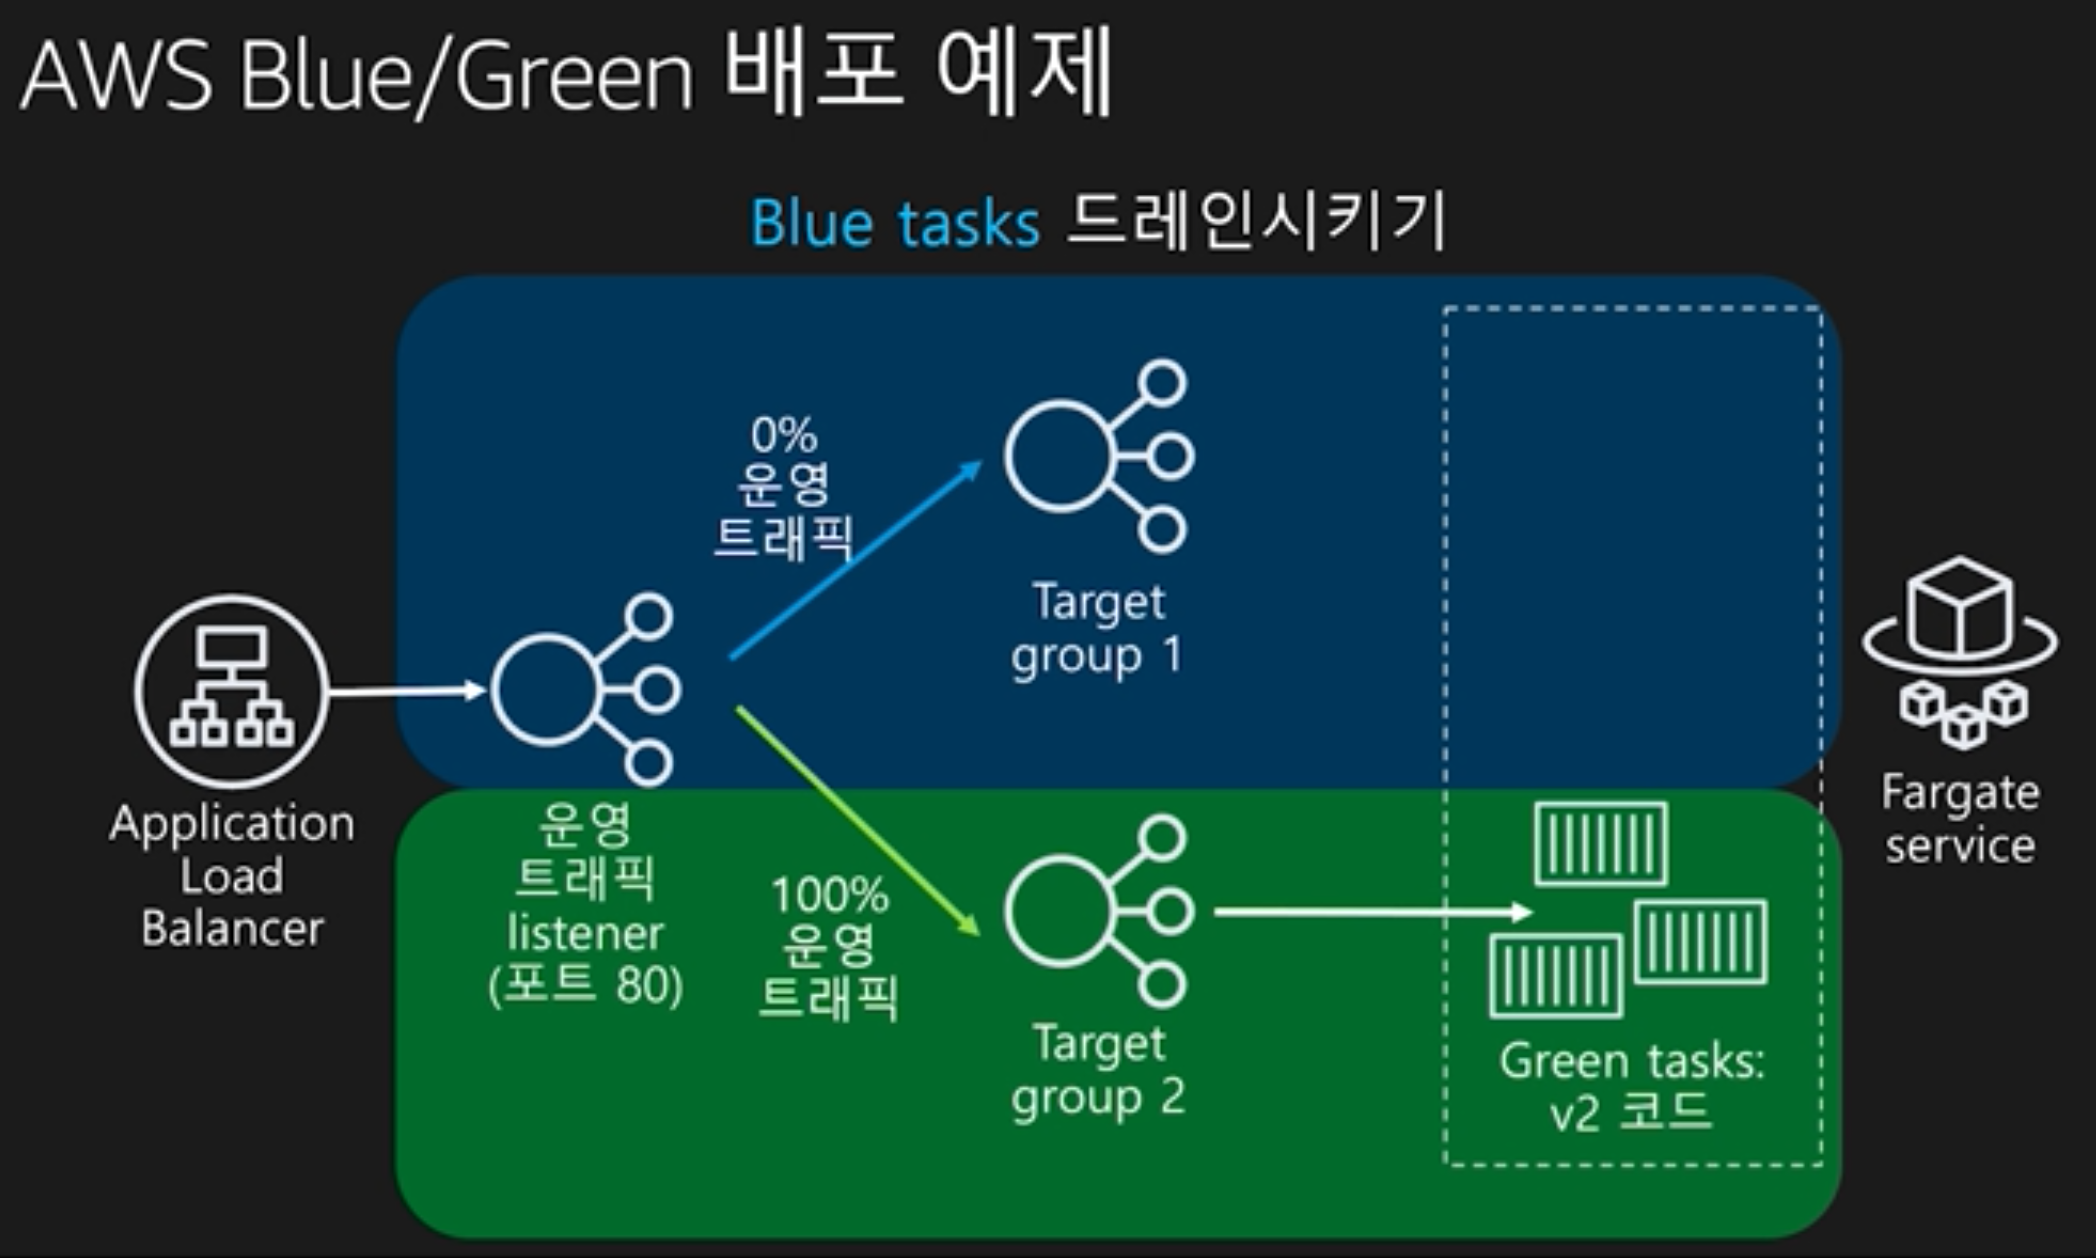 AWS Blue/Green 배포 예제
Blue tasks 드레인시키기
0%
운영
트래픽
Target
group 1
Application
Load
Balancer
운영
트래픽
listener
(포트 80)
100%
운영
트래픽
Target
group 2
Green tasks:
v2 코드
Fargate
service